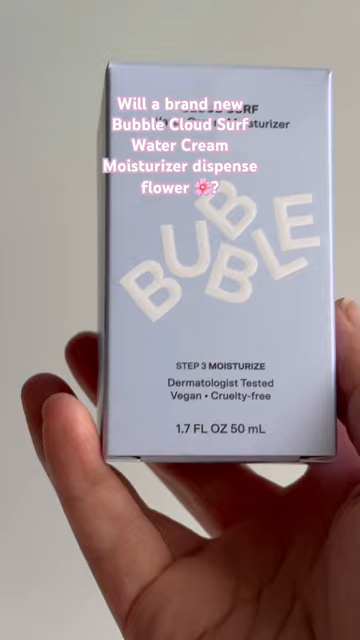 Will a brand new
Bubble Cloud Surf
Water Cream
Moisturizer dispense
flower 🌸?
SURF
BUBBLE
STEP 3 MOISTURIZE
Dermatologist Tested
Vegan • Cruelty-free
1.7 FL OZ 50 mL